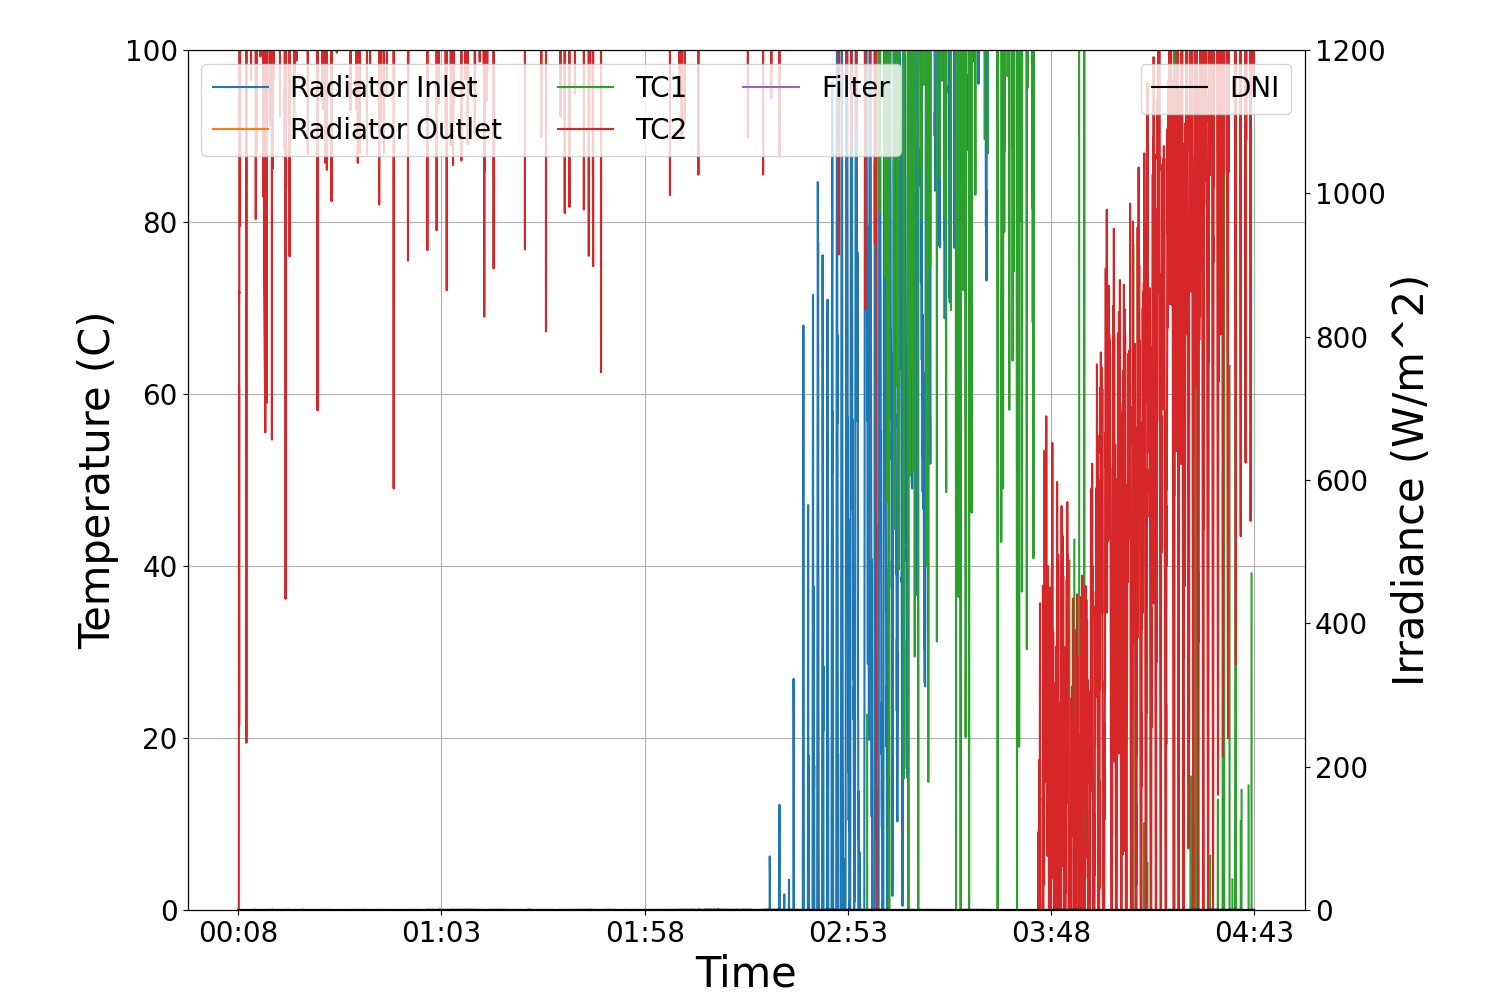 100
80
60
40
20
0
Temperature (C)
Radiator Inlet
Radiator Outlet
TC1
TC2
Filter
DNI
1200
1000
800
600
400
200
0
Irradiance (W/m^2)
00:08
01:03
01:58
02:53
03:48
04:43
Time